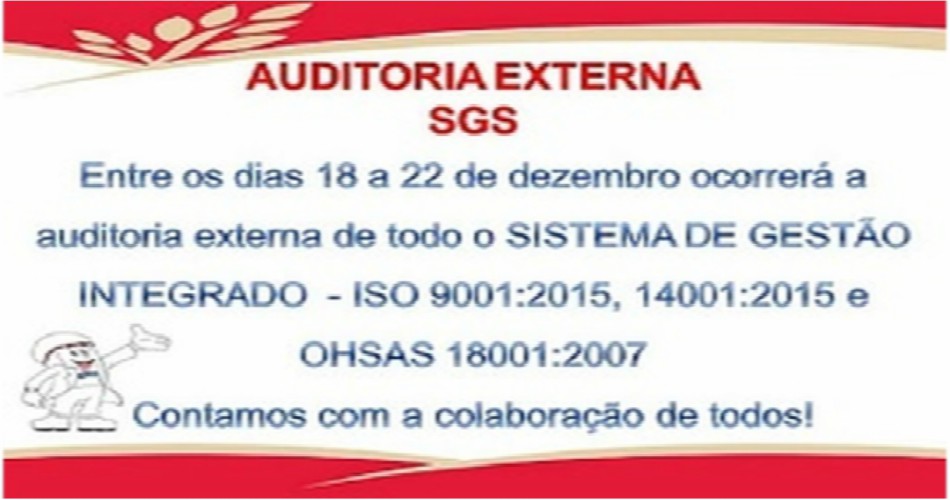 AUDITORIA EXTERNA
SGS
Entre os dias 18 a 22 de dezembro ocorrerá a
auditoria externa de todo o SISTEMA DE GESTÃO
INTEGRADO - ISO 9001:2015, 14001:2015 e
OHSAS 18001:2007
Contamos com a colaboração de todos!